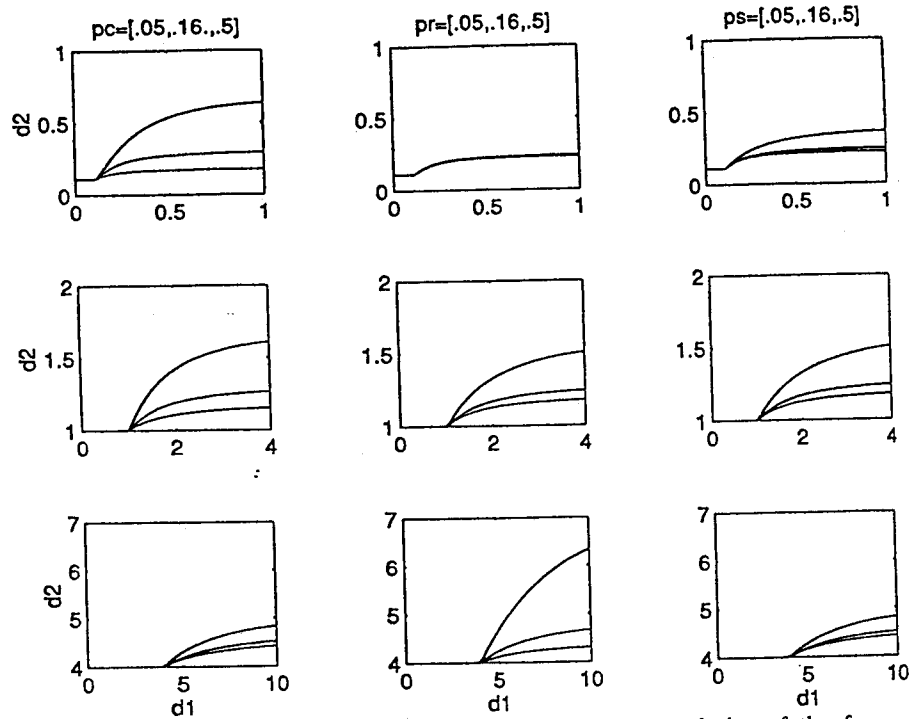 pc=[.05,.16.,.5] pr=[.05,.16,.5] ps=[.05,.16,.5]
1 1 1
d2 0.5 0.5 0.5
0 0 0
0 0.5 1 0 0.5 1 0 0.5 1
2 2 2
d2 1.5 1.5 1.5
1 1 1
0 2 4 0 2 4 0 2 4
7 7 7
6 6 6
d2 5 5 5
4 4 4
0 5 10 0 5 10 0 5 10
d1 d1 d1